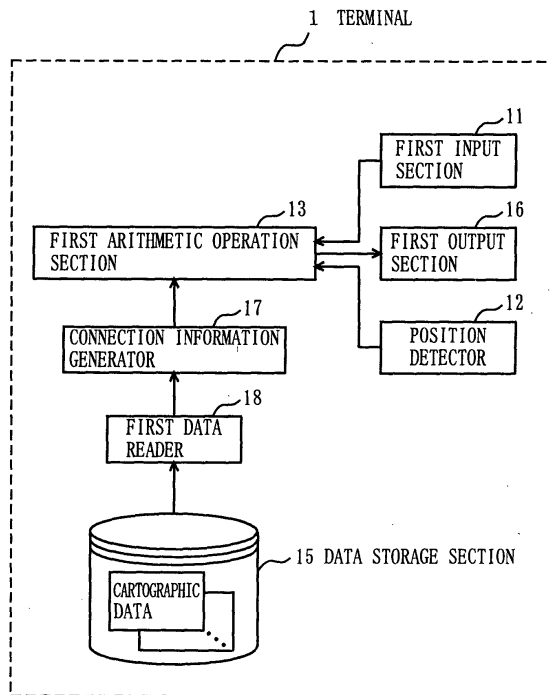 1 TERMINAL
11
FIRST INPUT
SECTION
13
FIRST ARITHMETIC OPERATION
SECTION
16
FIRST OUTPUT
SECTION
17
CONNECTION INFORMATION
GENERATOR
12
POSITION
DETECTOR
18
FIRST DATA
READER
15 DATA STORAGE SECTION
CARTOGRAPHIC
DATA